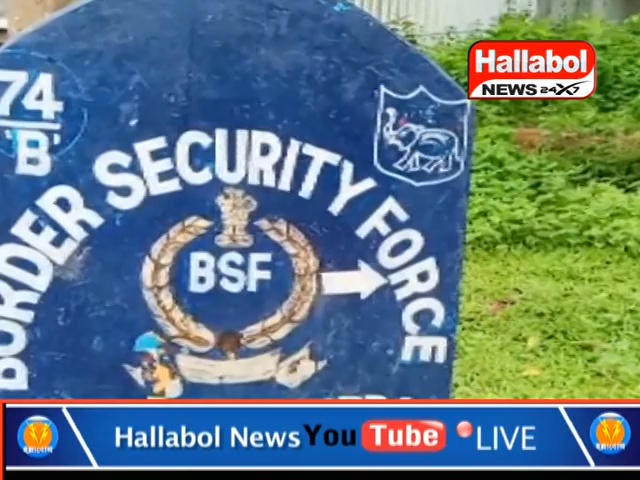 Hallabol
NEWS 24X7
74
'B'
BORDER SECURITY FORCE
BSF
Hallabol News YouTube LIVE